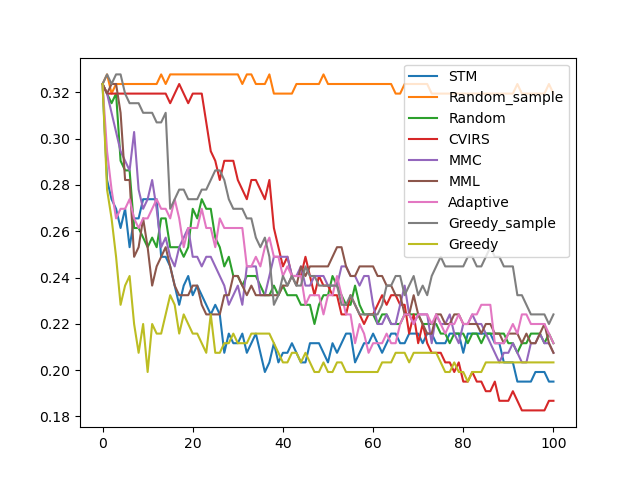 0.32
0.30
0.28
0.26
0.24
0.22
0.20
0.18
0
20
40
60
80
100
STM
Random_sample
Random
CVIRS
MMC
MML
Adaptive
Greedy_sample
Greedy